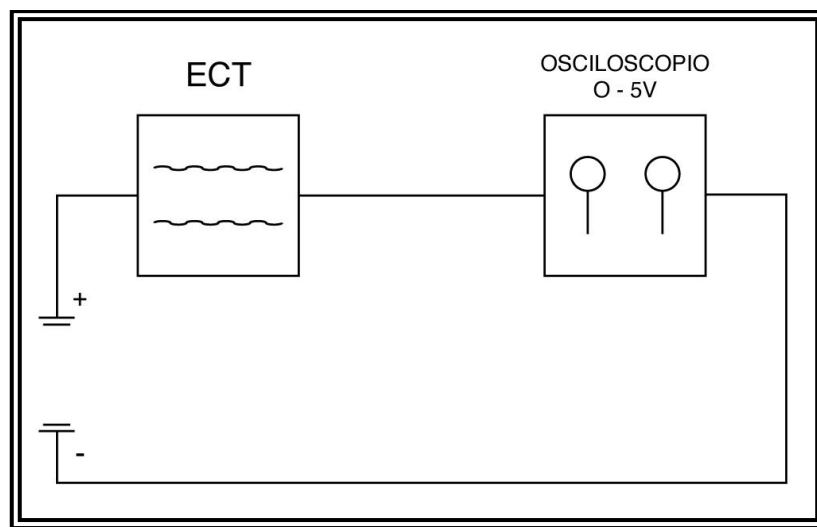 ECT
OSCILOSCOPIO
O - 5V
+
-